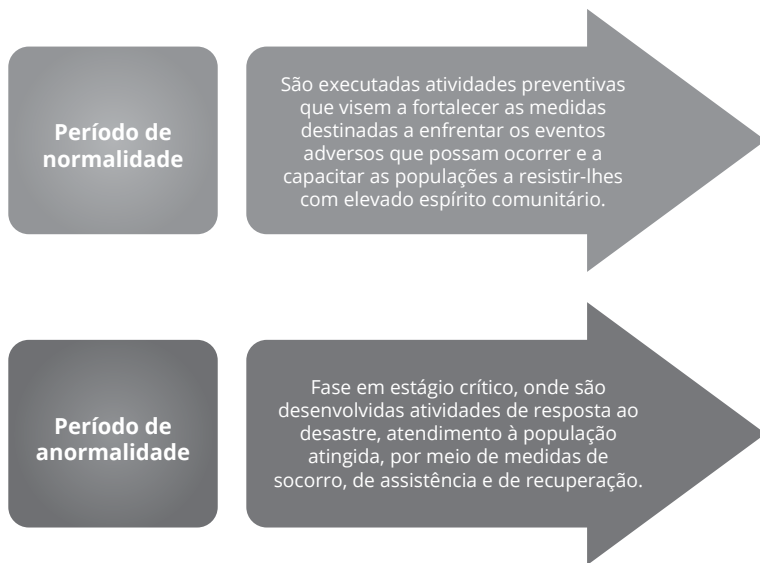 Período de
normalidade
São executadas atividades preventivas
que visem a fortalecer as medidas
destinadas a enfrentar os eventos
adversos que possam ocorrer e a
capacitar as populações a resistir-lhes
com elevado espírito comunitário.
Período de
anormalidade
Fase em estágio crítico, onde são
desenvolvidas atividades de resposta ao
desastre, atendimento à população
atingida, por meio de medidas de
socorro, de assistência e de recuperação.